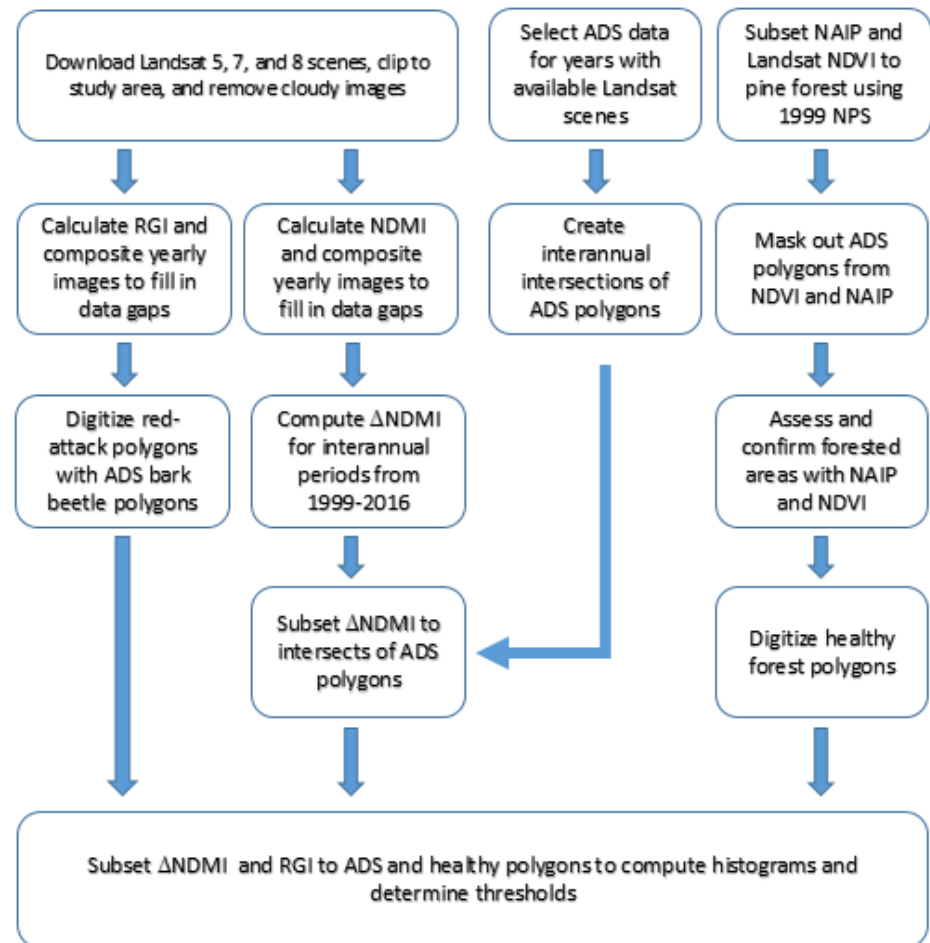 Download Landsat 5, 7, and 8 scenes, clip to
study area, and remove cloudy images
Select ADS data
for years with
available Landsat
scenes
Subset NAIP and
Landsat NDVI to
pine forest using
1999 NPS
Calculate RGI and
composite yearly
images to fill in
data gaps
Calculate NDMI
and composite
yearly images to
fill in data gaps
Create
interannual
intersections of
ADS polygons
Mask out ADS
polygons from
NDVI and NAIP
Digitize red-
attack polygons
with ADS bark
beetle polygons
Compute ΔNDMI
for interannual
periods from
1999-2016
Assess and
confirm forested
areas with NAIP
and NDVI
Subset ΔNDMI to
intersects of ADS
polygons
Digitize healthy
forest polygons
Subset ΔNDMI and RGI to ADS and healthy polygons to compute histograms and
determine thresholds